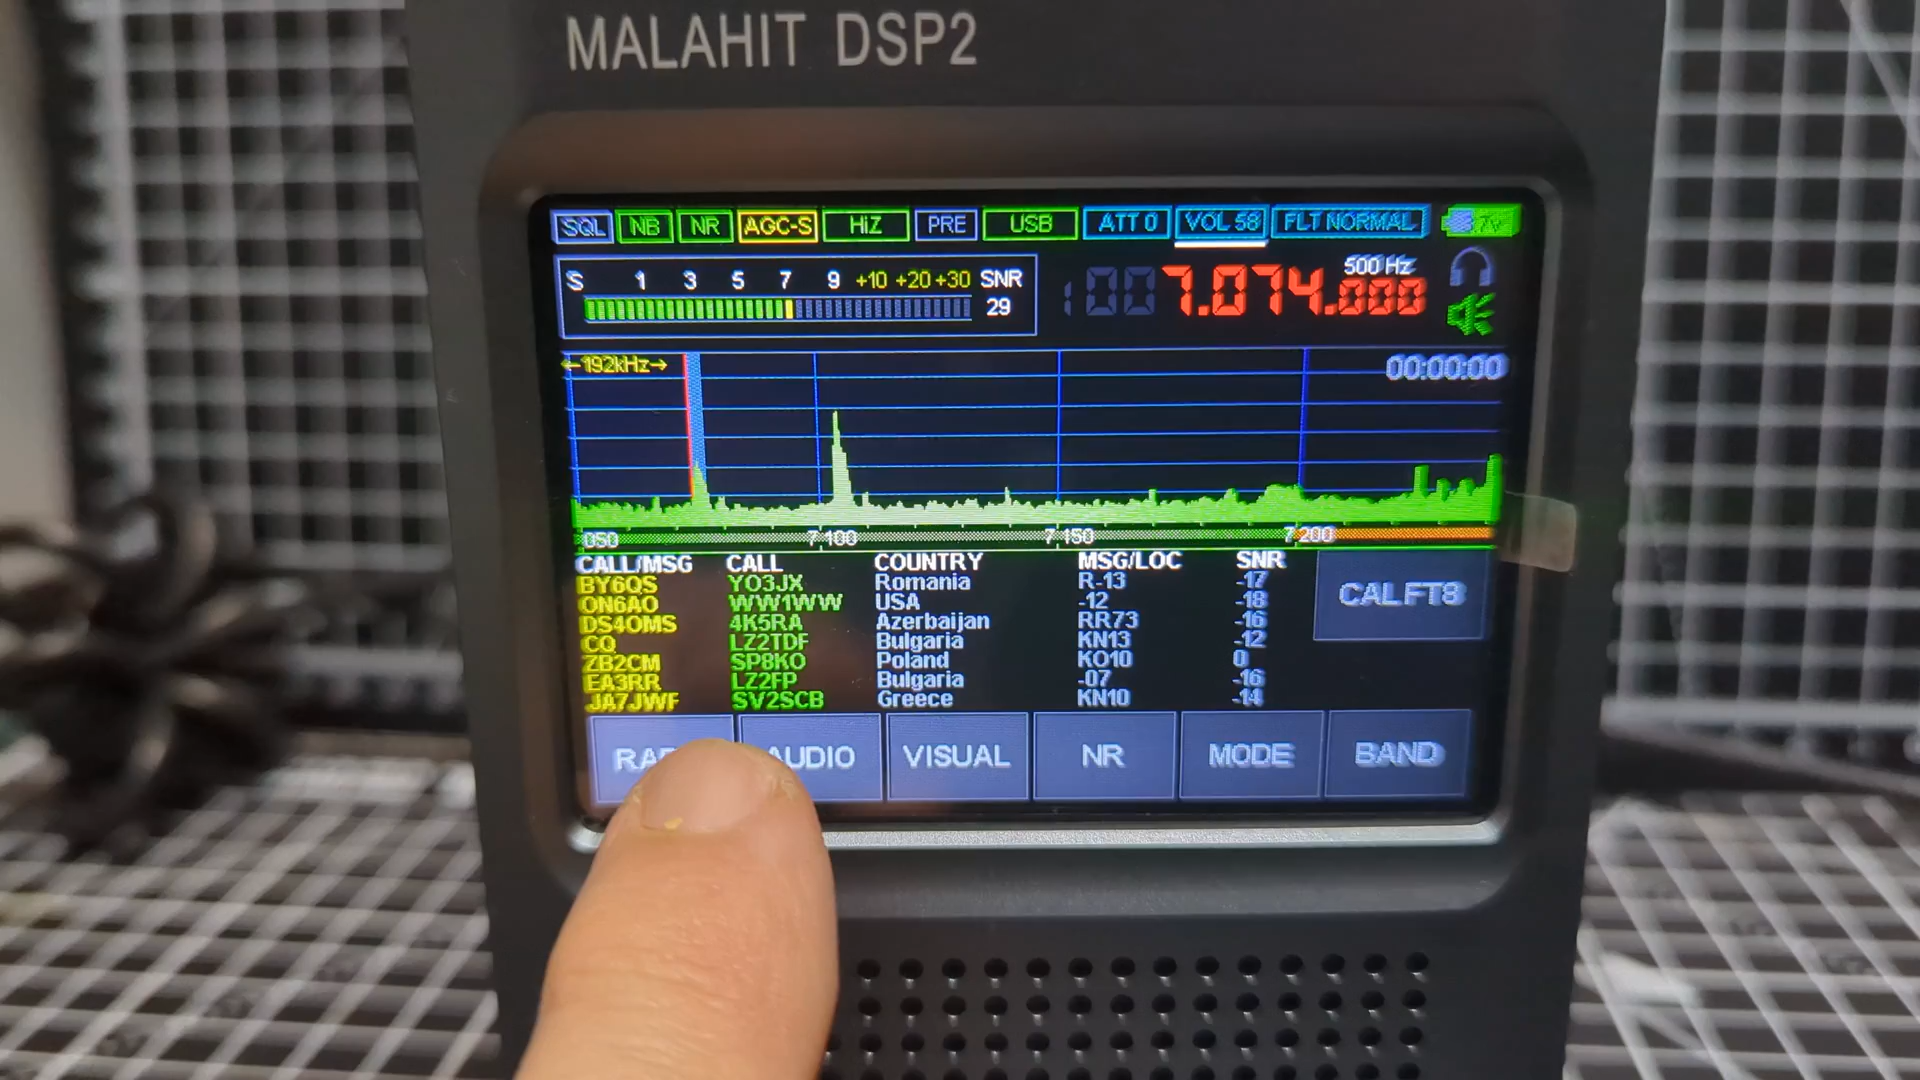 MALAHIT DSP2
SQL NB NR AGC-S HiZ PRE USB ATT 0 VOL 58 FLT NORMAL
S 1 3 5 7 9 +10 +20 +30 SNR
29
500 Hz
7.074.000
←192kHz→
00:00:00
050 7 100 7 150 7 200
CALL/MSG CALL COUNTRY MSG/LOC SNR
BY6QS YO3JX Romania R-13 -17
ON6AO WW1WW USA -12 -18
DS4OMS 4K5RA Azerbaijan RR73 -16
CQ LZ2TDF Bulgaria KN13 -12
ZB2CM SP8KO Poland KO10 0
EA3RR LZ2FP Bulgaria -07 -16
JA7JWF SV2SCB Greece KN10 -14
CAL FT8
AUDIO VISUAL NR MODE BAND